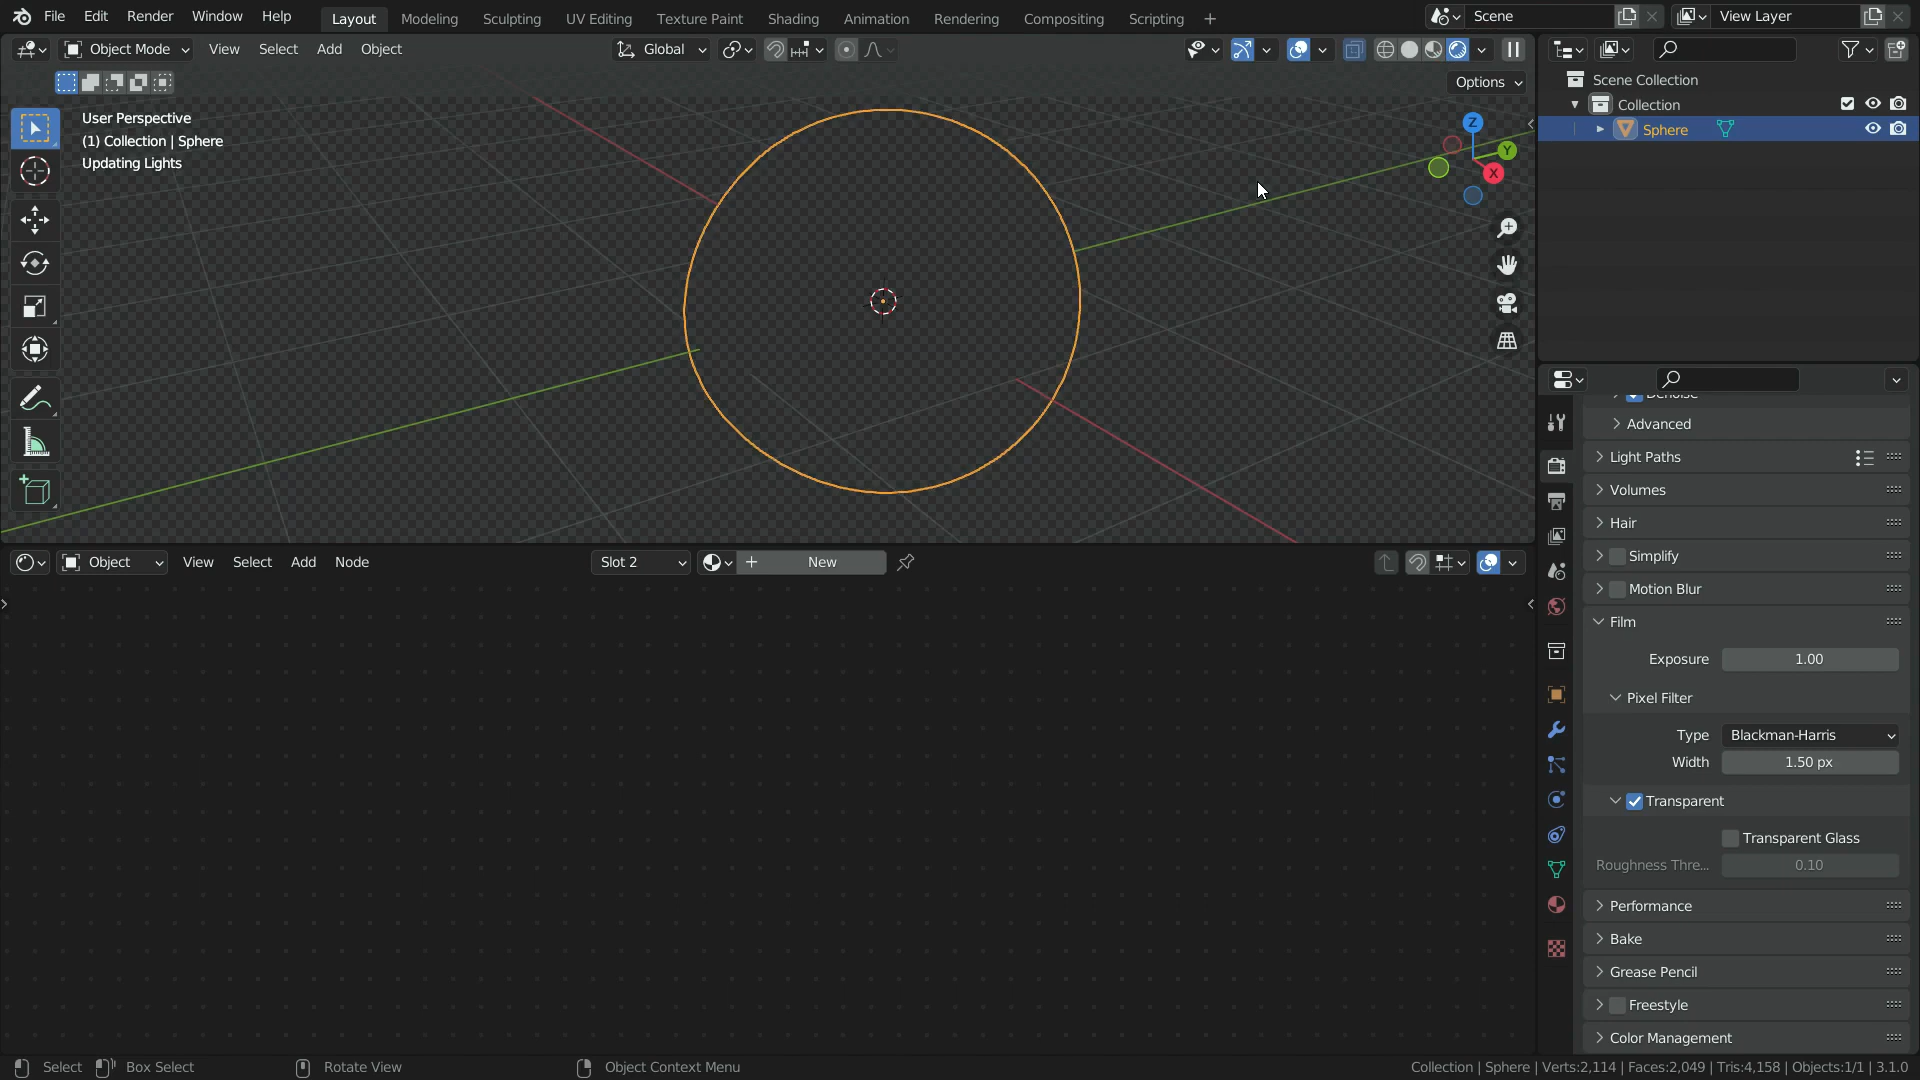 File Edit Render Window Help Layout Modeling Sculpting UV Editing Texture Paint Shading Animation Rendering Compositing Scripting Scene View Layer
Object Mode View Select Add Object Global
Options
User Perspective
(1) Collection | Sphere
Updating Lights
Z
Y
X
Scene Collection
Collection
Sphere
Denoise
Advanced
Light Paths
Volumes
Hair
Simplify
Motion Blur
Film
Exposure 1.00
Pixel Filter
Type Blackman-Harris
Width 1.50 px
Transparent
Transparent Glass
Roughness Thre... 0.10
Performance
Bake
Grease Pencil
Freestyle
Color Management
Object View Select Add Node Slot 2 New
Select Box Select Rotate View Object Context Menu Collection | Sphere | Verts:2,114 | Faces:2,049 | Tris:4,158 | Objects:1/1 | 3.1.0